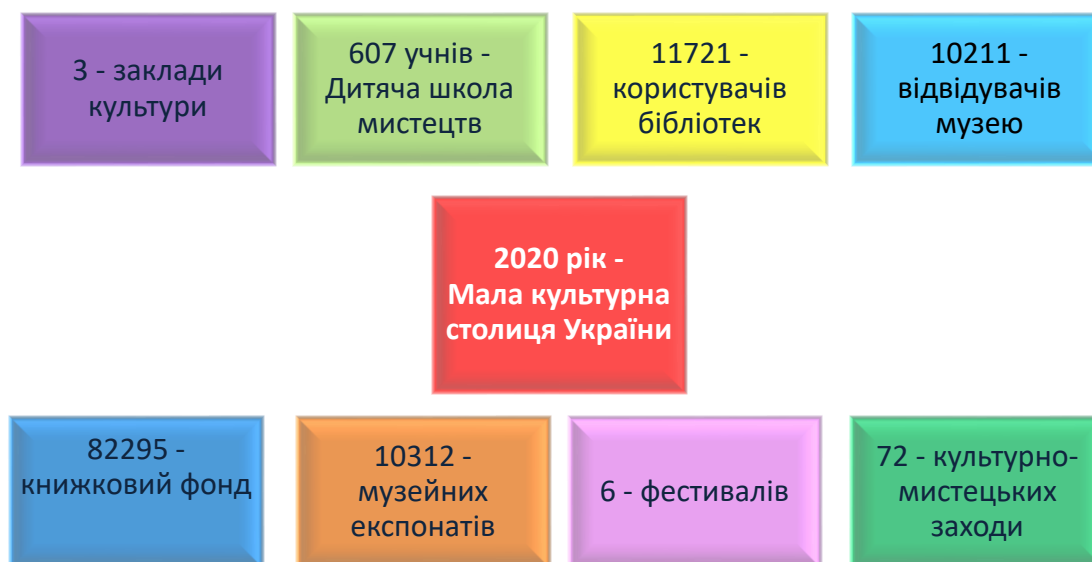 3 - заклади
культури
607 учнів -
Дитяча школа
мистецтв
11721 -
користувачів
бібліотек
10211 -
відвідувачів
музею
2020 рік -
Мала культурна
столиця України
82295 -
книжковий фонд
10312 -
музейних
експонатів
6 - фестивалів
72 - культурно-
мистецьких
заходи